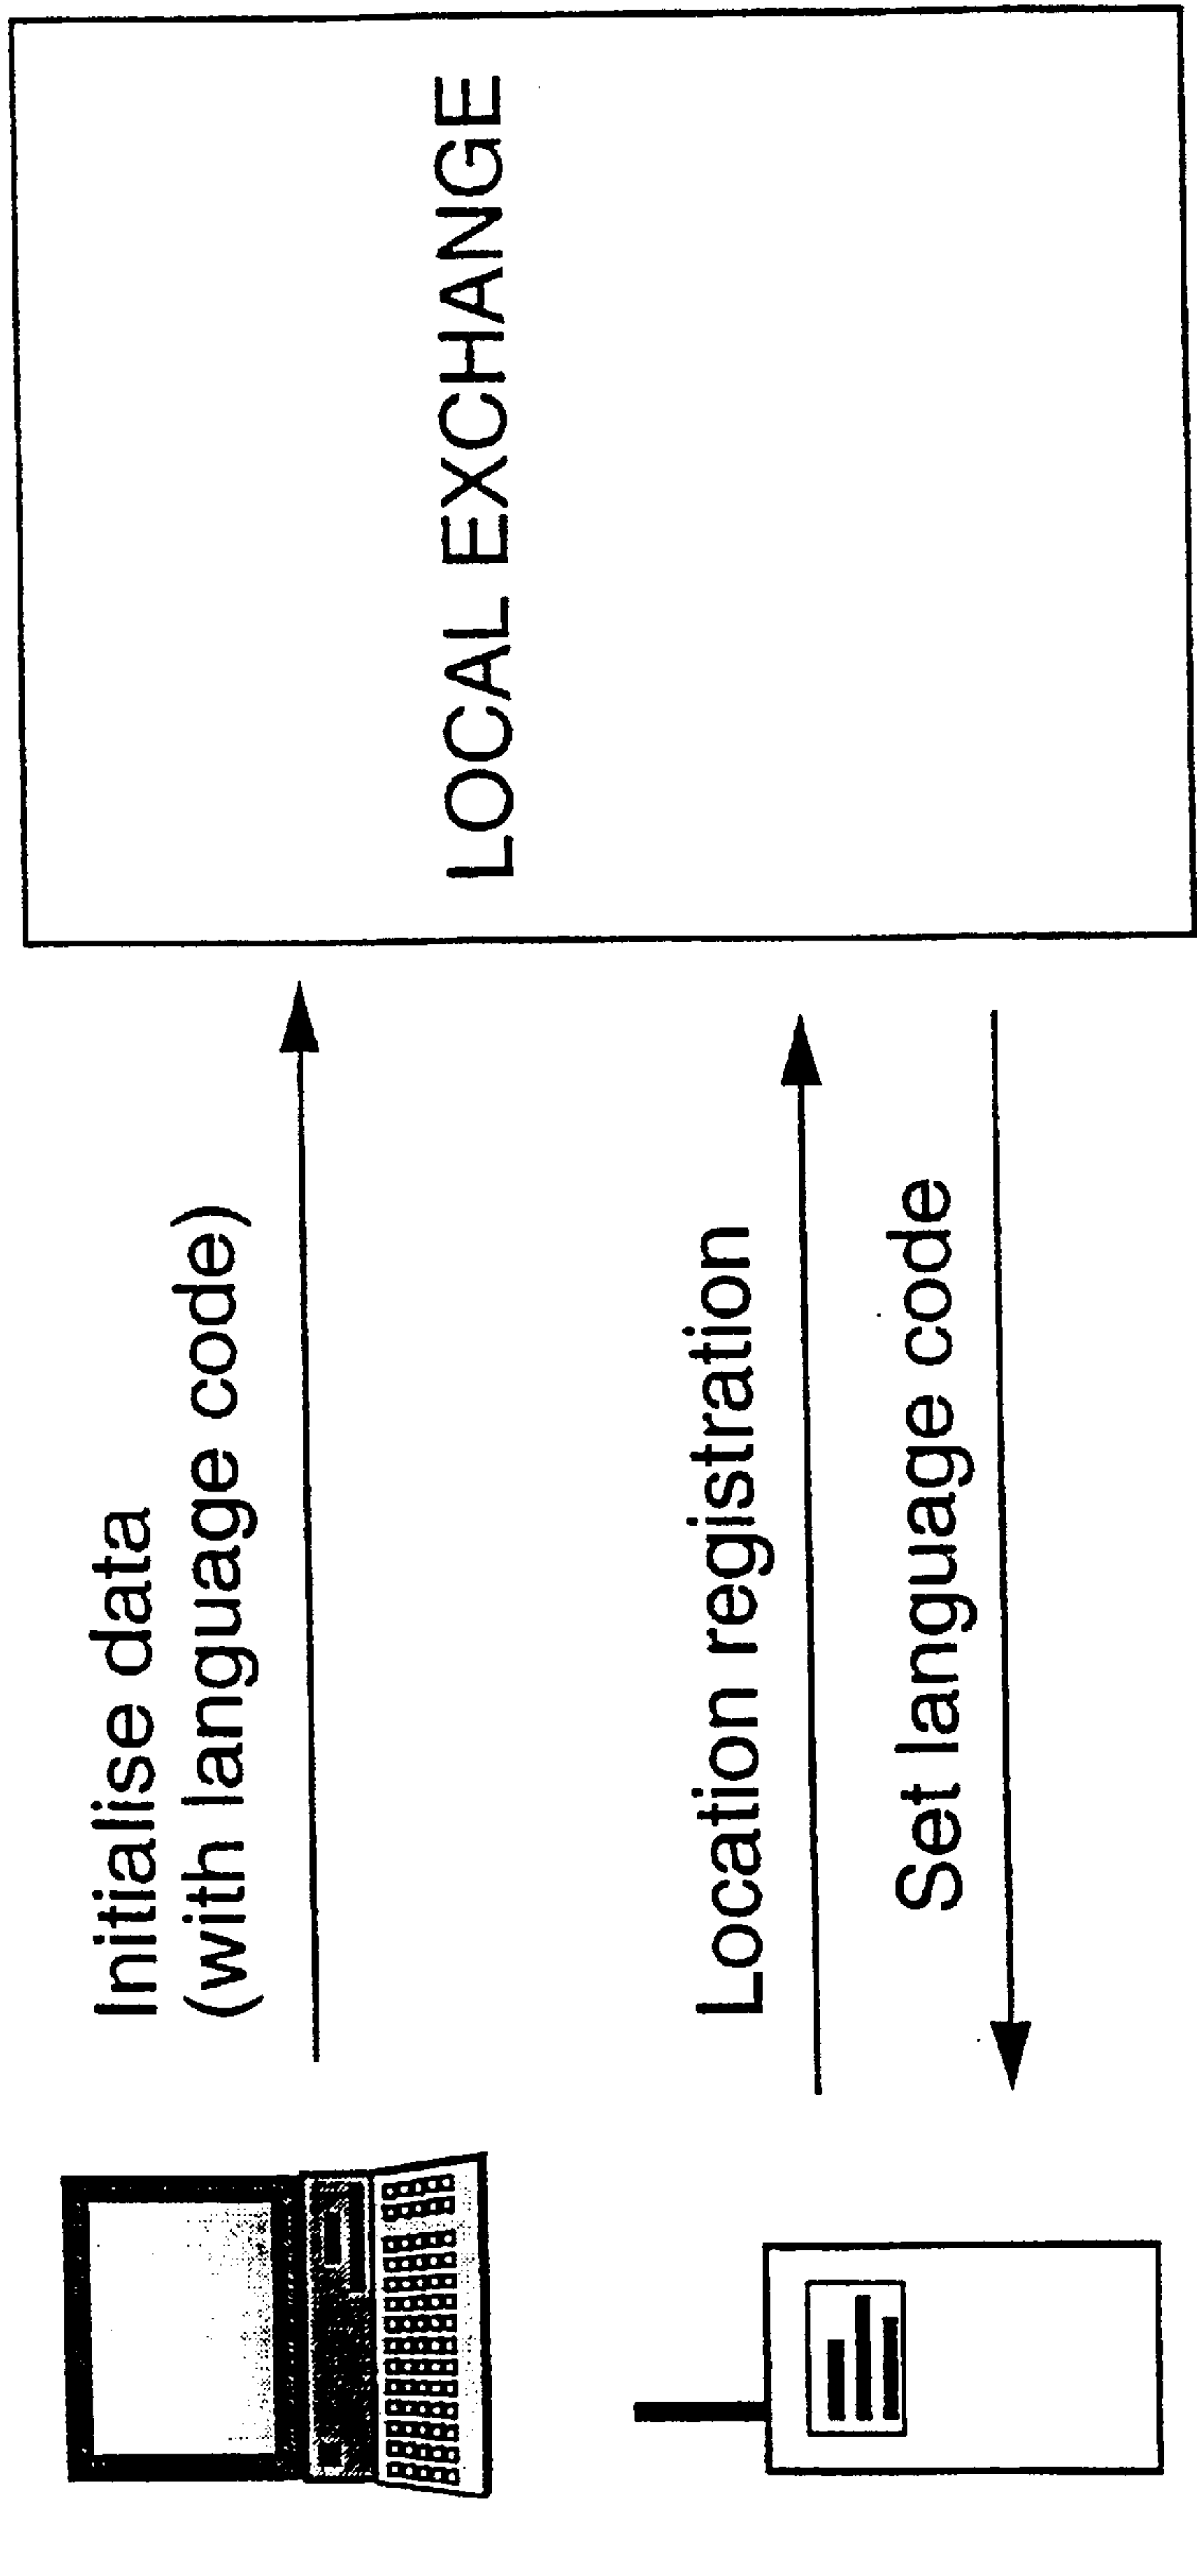 Initialise data
(with language code)
LOCAL EXCHANGE
Location registration
Set language code